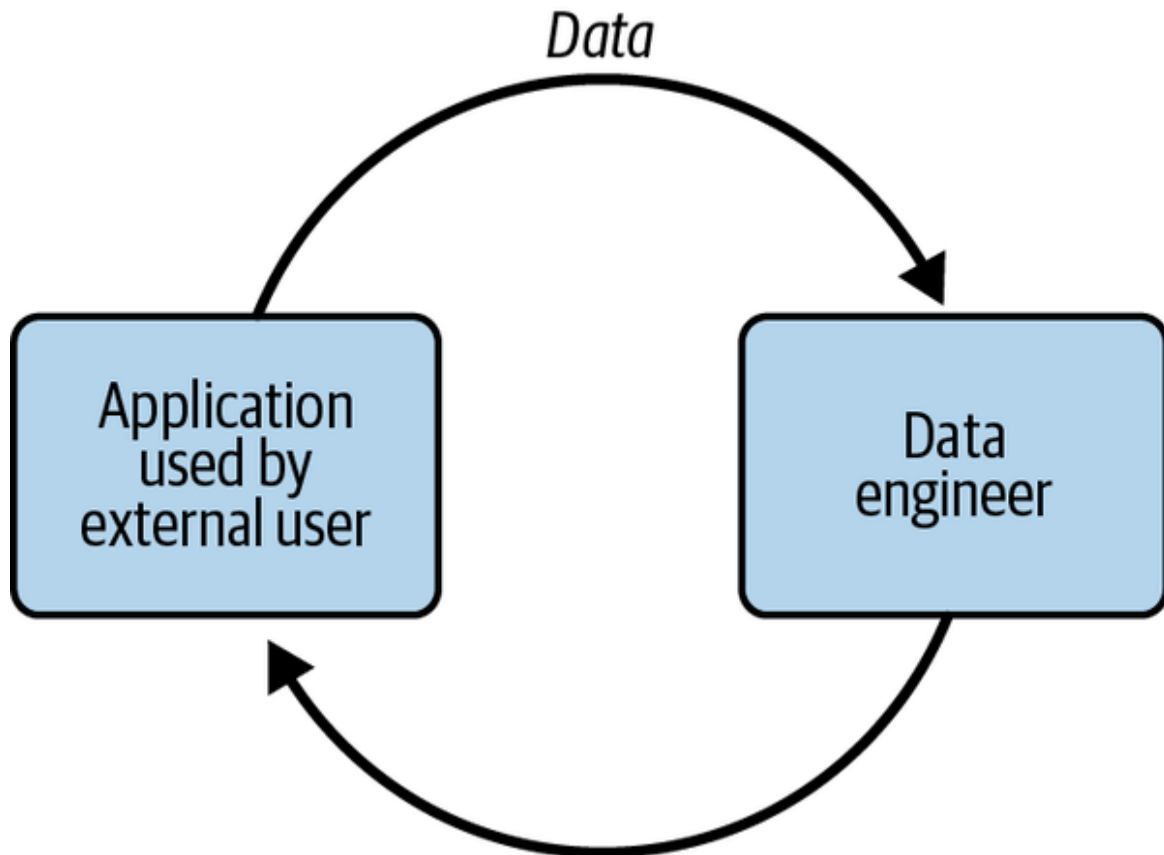 Data
Application
used by
external user
Data
engineer